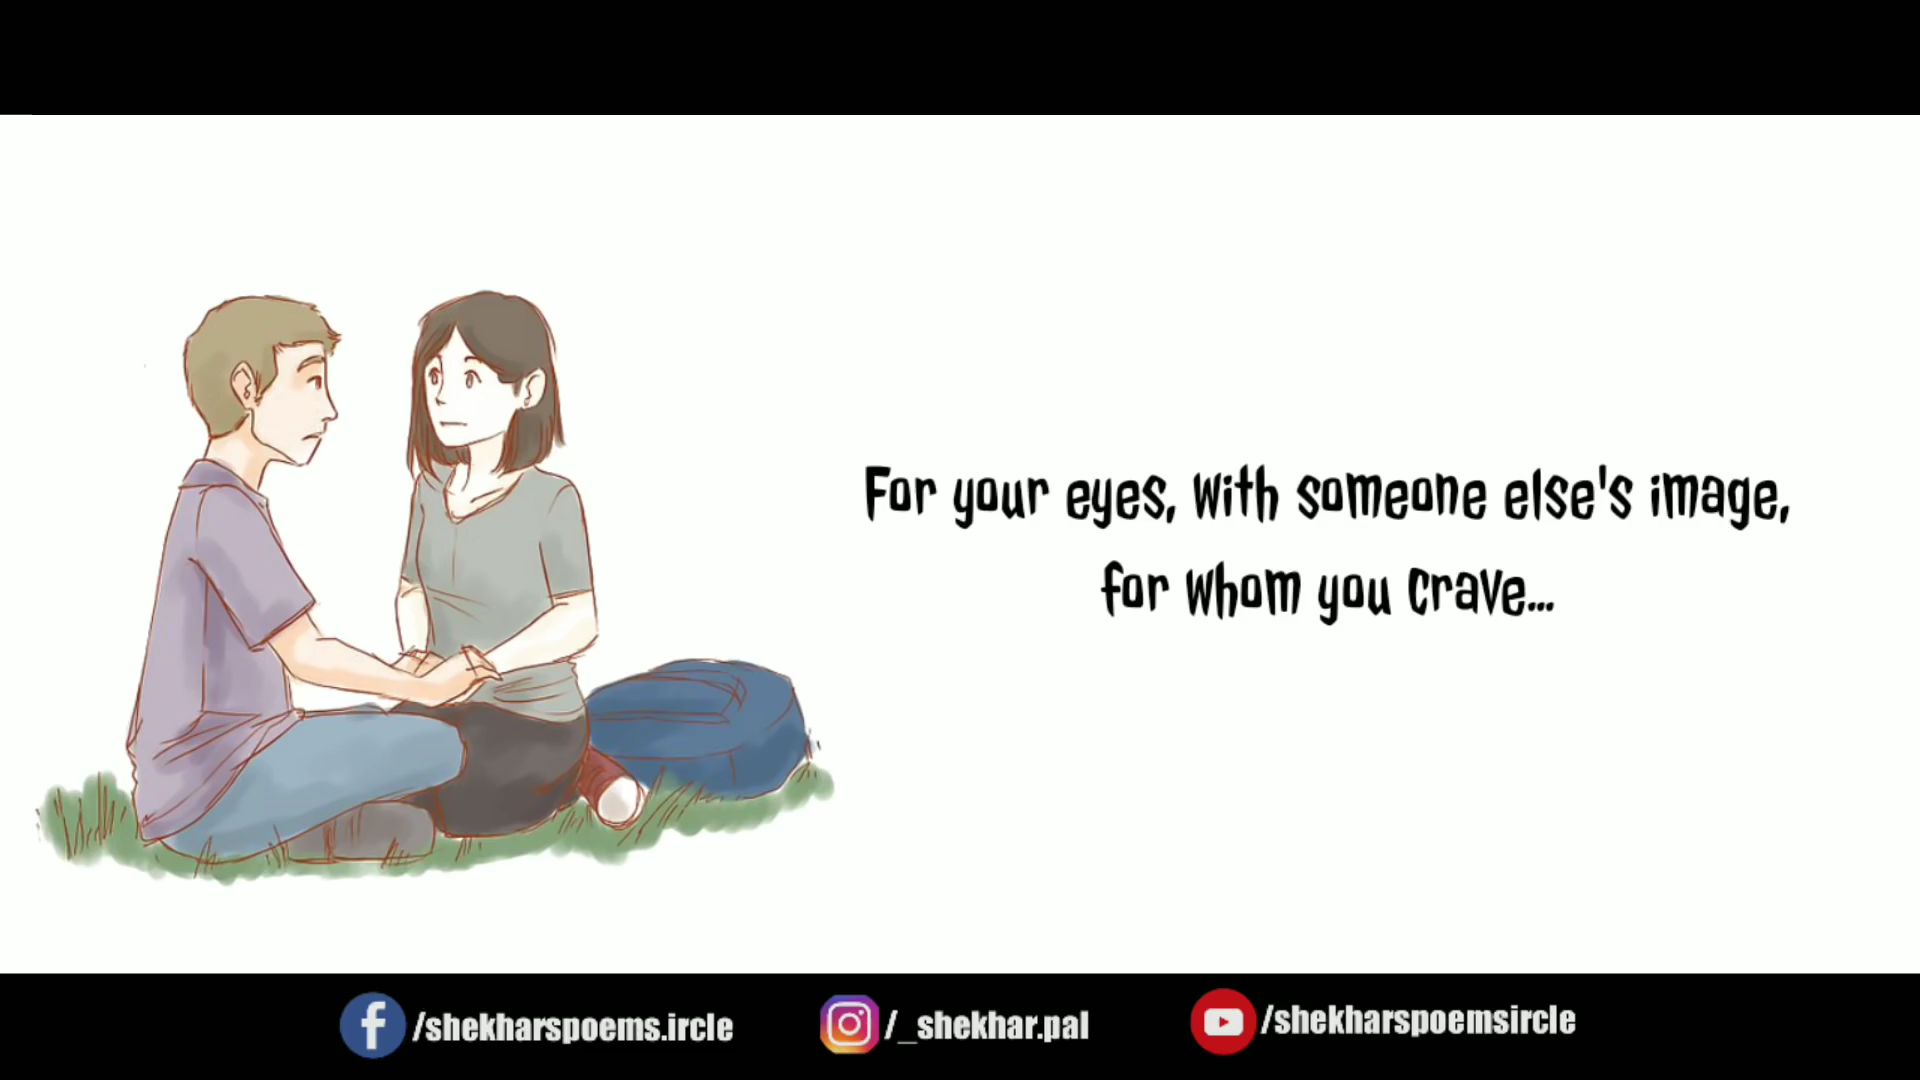 For your eyes, with someone else's image,
for whom you crave...
/shekharspoems.ircle
/_shekhar.pal
/shekharspoemsircle